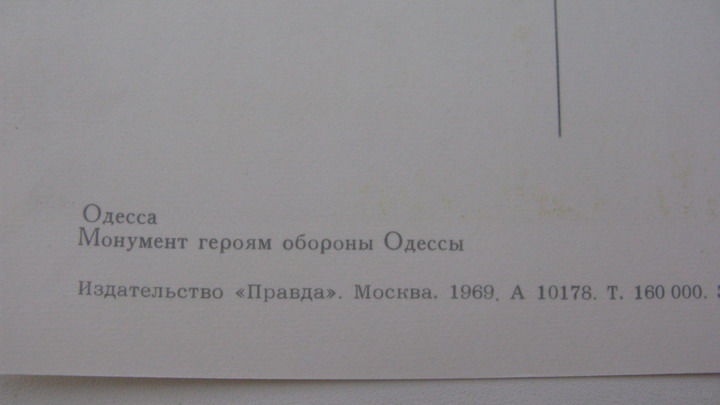 Одесса
Монумент героям обороны Одессы
Издательство «Правда». Москва. 1969. А 10178. Т. 160 000.